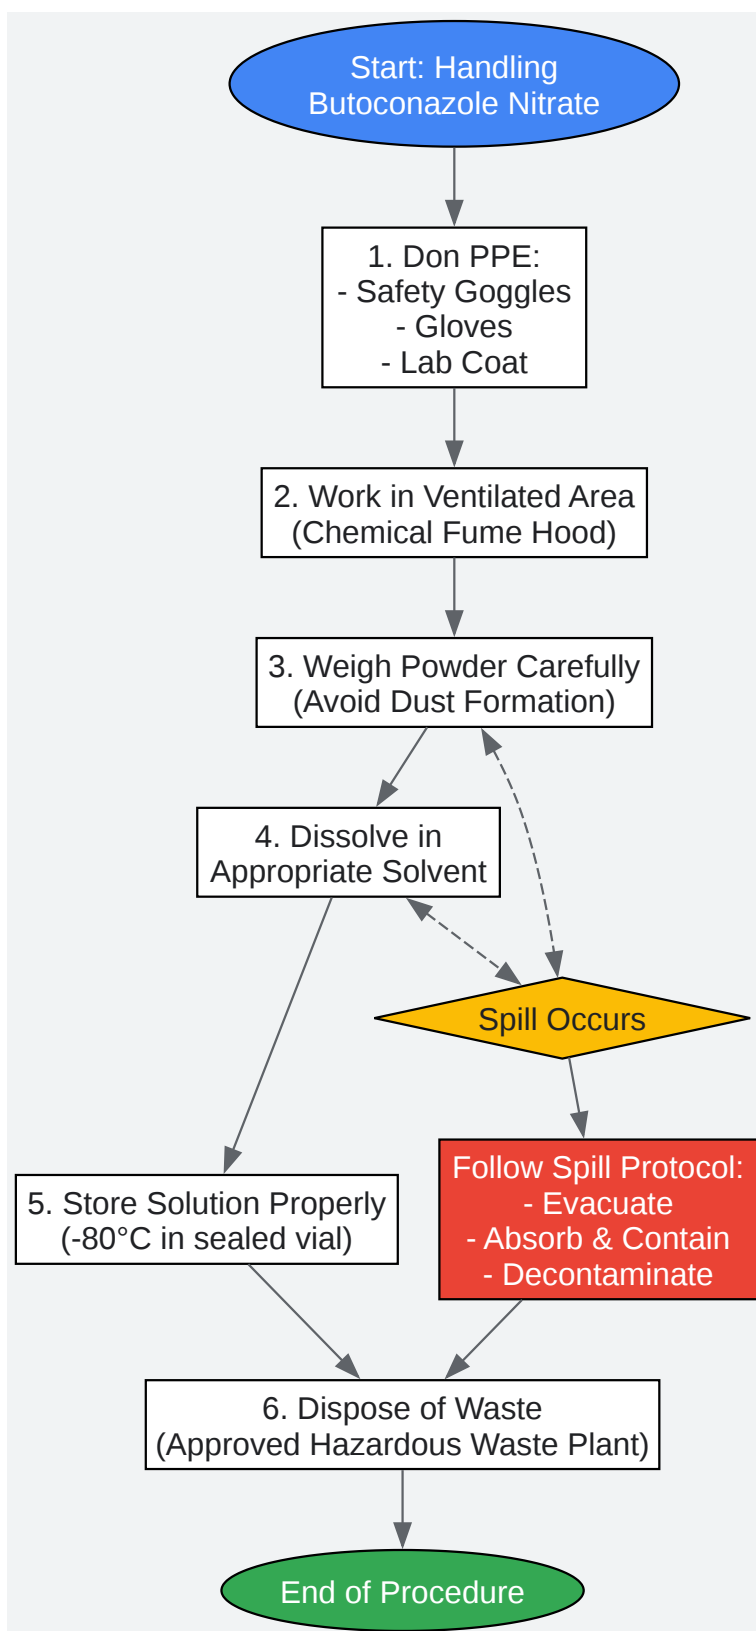 Start: Handling
Butoconazole Nitrate
1. Don PPE:
- Safety Goggles
- Gloves
- Lab Coat
2. Work in Ventilated Area
(Chemical Fume Hood)
3. Weigh Powder Carefully
(Avoid Dust Formation)
4. Dissolve in
Appropriate Solvent
Spill Occurs
5. Store Solution Properly
(-80°C in sealed vial)
Follow Spill Protocol:
- Evacuate
- Absorb & Contain
- Decontaminate
6. Dispose of Waste
(Approved Hazardous Waste Plant)
End of Procedure